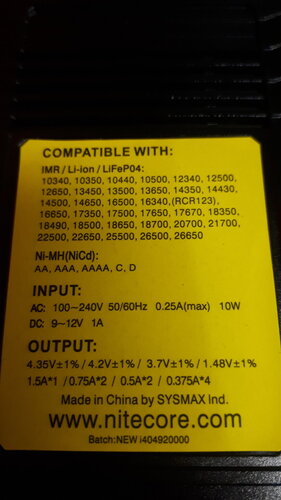 COMPATIBLE WITH:
IMR / Li-ion / LiFeP04:
10340, 10350, 10440, 10500, 12340, 12500,
12650, 13450, 13500, 13650, 14350, 14430,
14500, 14650, 16500, 16340, (RCR123),
16650, 17350, 17500, 17650, 17670, 18350,
18490, 18500, 18650, 18700, 20700, 21700,
22500, 22650, 25500, 26500, 26650
Ni-MH(NiCd):
AA, AAA, AAAA, C, D
INPUT:
AC: 100~240V 50/60Hz 0.25A(max) 10W
DC: 9~12V 1A
OUTPUT:
4.35V±1% / 4.2V±1% / 3.7V±1% / 1.48V±1%
1.5A*1 / 0.75A*2 / 0.5A*2 / 0.375A*4
Made in China by SYSMAX Ind.
www.nitecore.com
Batch:NEW i404920000